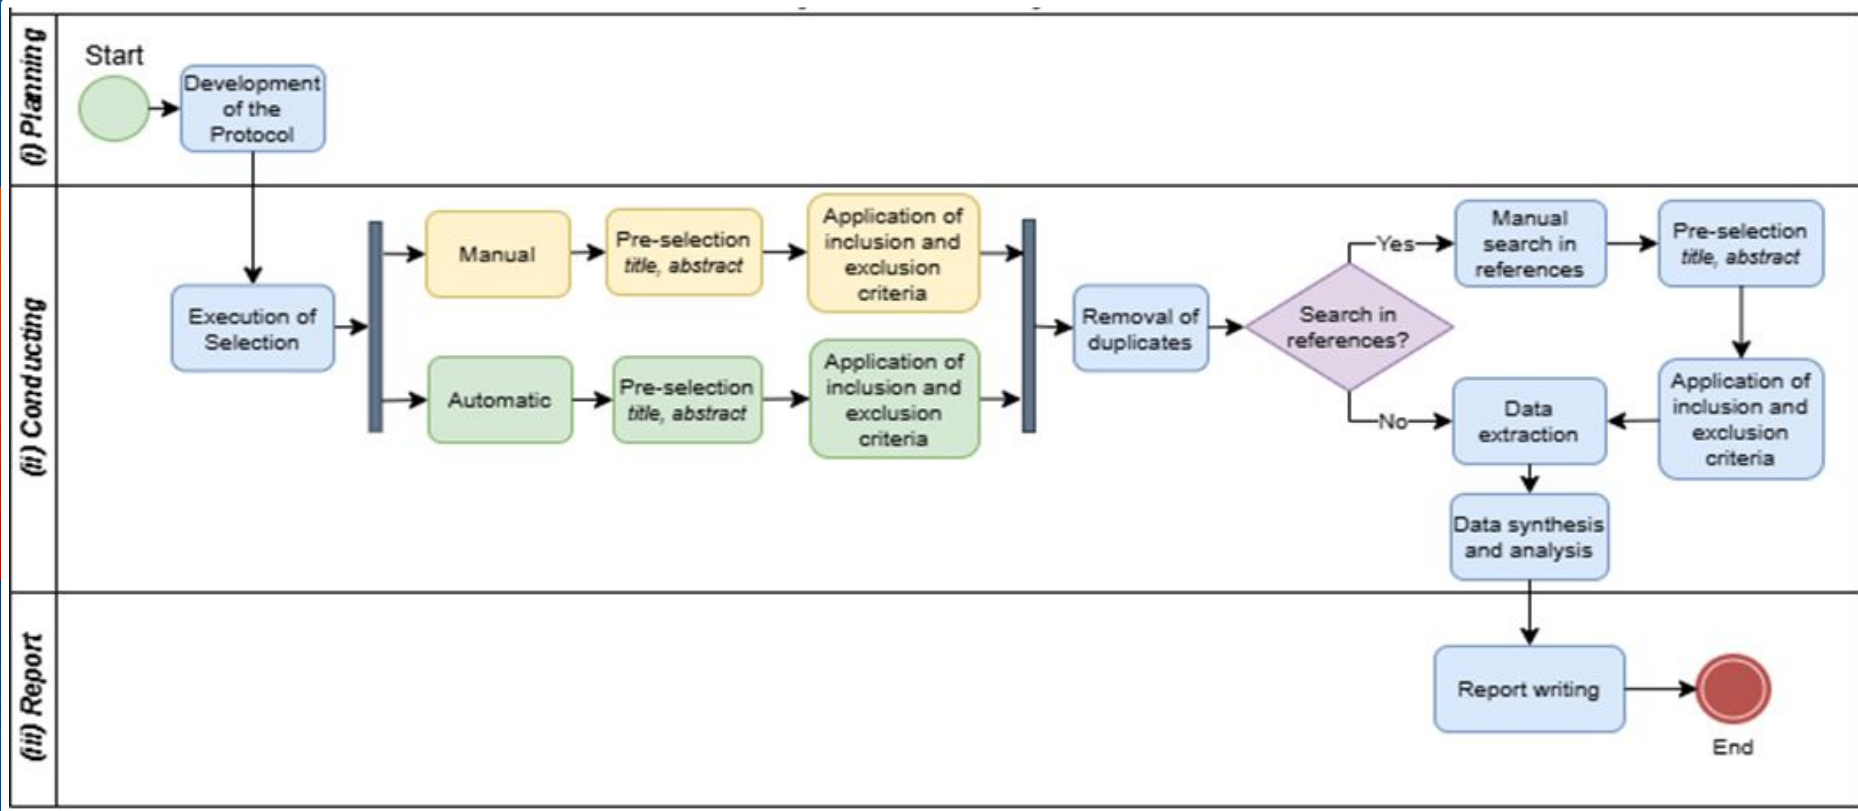 (i) Planning
Start
Development
of the
Protocol
(ii) Conducting
Execution of
Selection
Manual
Pre-selection
title, abstract
Application of
inclusion and
exclusion
criteria
Automatic
Pre-selection
title, abstract
Application of
inclusion and
exclusion
criteria
Removal of
duplicates
Search in
references?
Yes
Manual
search in
references
Pre-selection
title, abstract
Application of
inclusion and
exclusion
criteria
No
Data
extraction
Data synthesis
and analysis
(iii) Report
Report writing
End